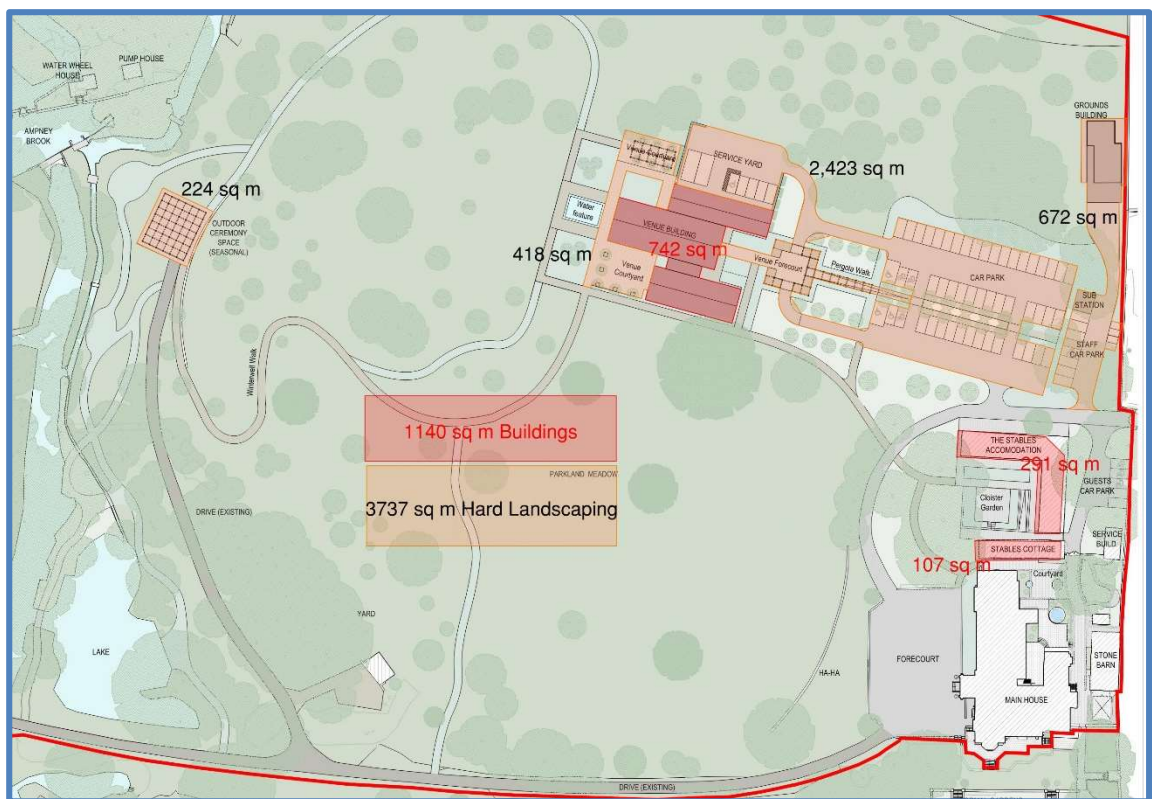 PUMP HOUSE
WATER WHEEL
HOUSE
AMPNEY
BROOK
224 sq m
OUTDOOR
CEREMONY
SPACE
(SEASONAL)
Venue Courtyard
SERVICE YARD
2,423 sq m
GROUNDS
BUILDING
Water
feature
VENUE BUILDING
672 sq m
418 sq m
742 sq m
Venue
Courtyard
Venue Forecourt
Pergola Walk
CAR PARK
SUB
STATION
STAFF
CAR PARK
Winterwell Walk
1140 sq m Buildings
PARKLAND MEADOW
3737 sq m Hard Landscaping
THE STABLES
ACCOMODATION
291 sq m
GUESTS
CAR PARK
Cloister
Garden
DRIVE (EXISTING)
SERVICE
BUILD
STABLES COTTAGE
107 sq m
Courtyard
YARD
LAKE
HA-HA
FORECOURT
STONE
BARN
MAIN HOUSE
DRIVE (EXISTING)